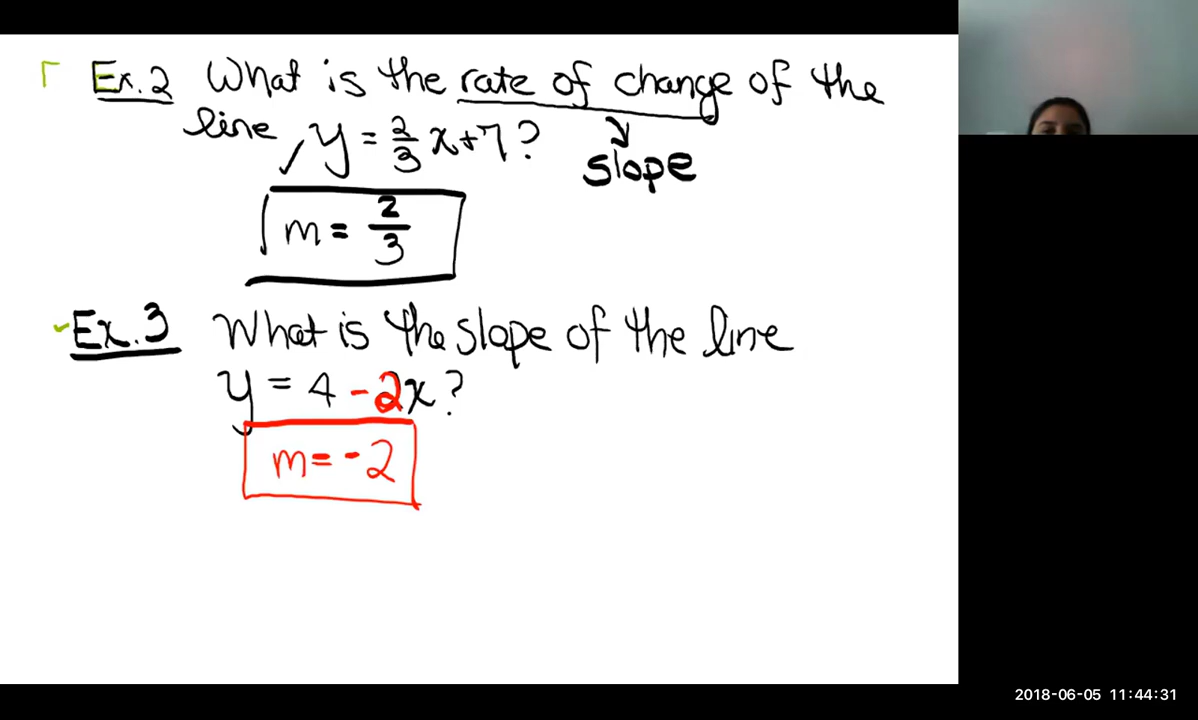 Ex.2 What is the rate of change of the
line, y = 2/3 x + 7?
slope
m = 2/3
Ex.3 What is the slope of the line
y = 4 - 2x?
m = -2
2018-06-05 11:44:31